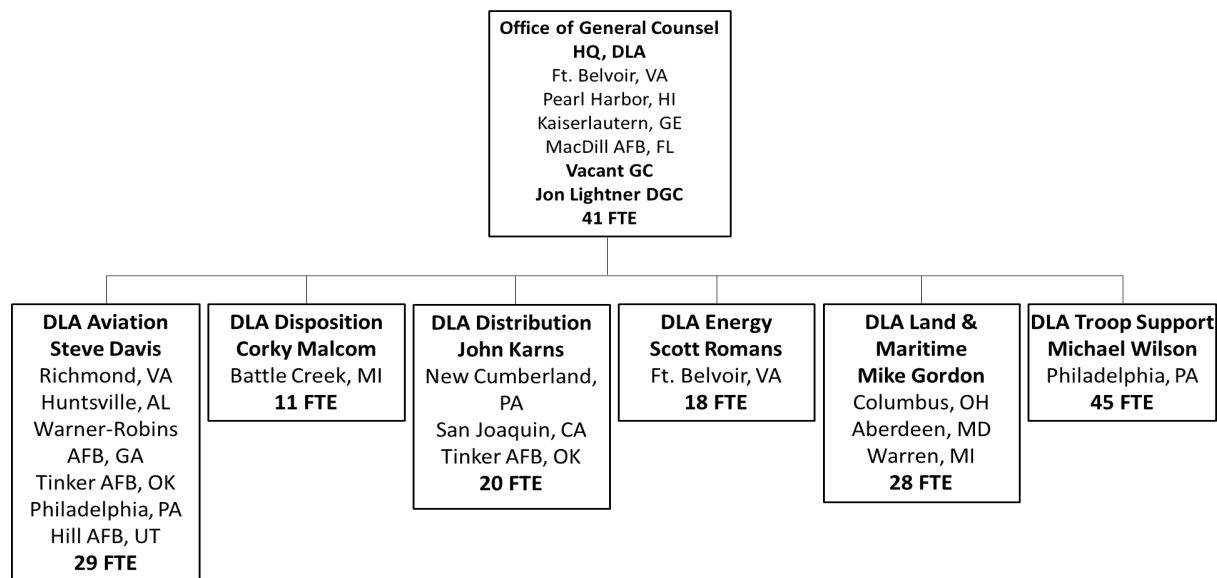 Office of General Counsel
HQ, DLA
Ft. Belvoir, VA
Pearl Harbor, HI
Kaiserlautern, GE
MacDill AFB, FL
Vacant GC
Jon Lightner DGC
41 FTE
DLA Aviation
Steve Davis
Richmond, VA
Huntsville, AL
Warner-Robins
AFB, GA
Tinker AFB, OK
Philadelphia, PA
Hill AFB, UT
29 FTE
DLA Disposition
Corky Malcom
Battle Creek, MI
11 FTE
DLA Distribution
John Karns
New Cumberland,
PA
San Joaquin, CA
Tinker AFB, OK
20 FTE
DLA Energy
Scott Romans
Ft. Belvoir, VA
18 FTE
DLA Land &
Maritime
Mike Gordon
Columbus, OH
Aberdeen, MD
Warren, MI
28 FTE
DLA Troop Support
Michael Wilson
Philadelphia, PA
45 FTE